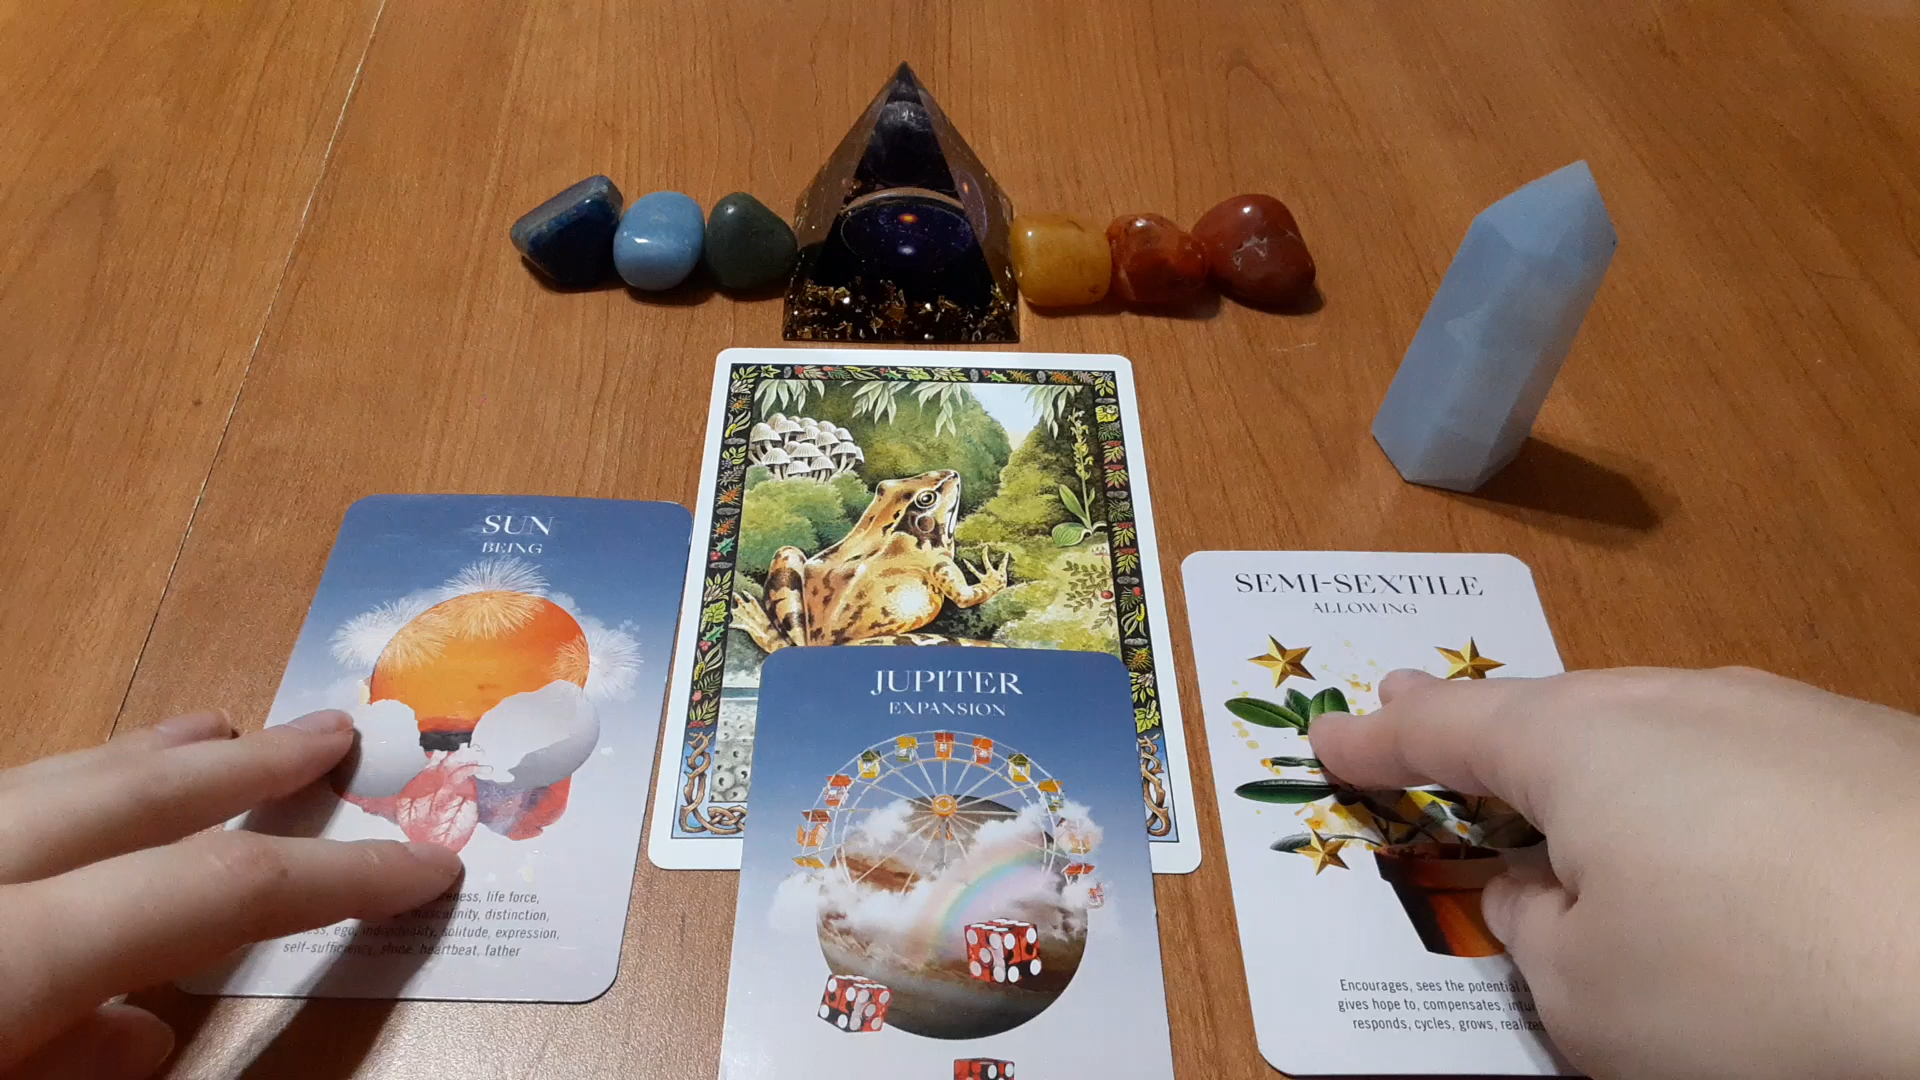 SUN
BEING
life force,
masculinity, distinction,
ego, individuality, solitude, expression,
self-sufficiency, shine, heartbeat, father
JUPITER
EXPANSION
SEMI-SEXTILE
ALLOWING
Encourages, sees the potential
gives hope to, compensates,
responds, cycles, grows, realizes